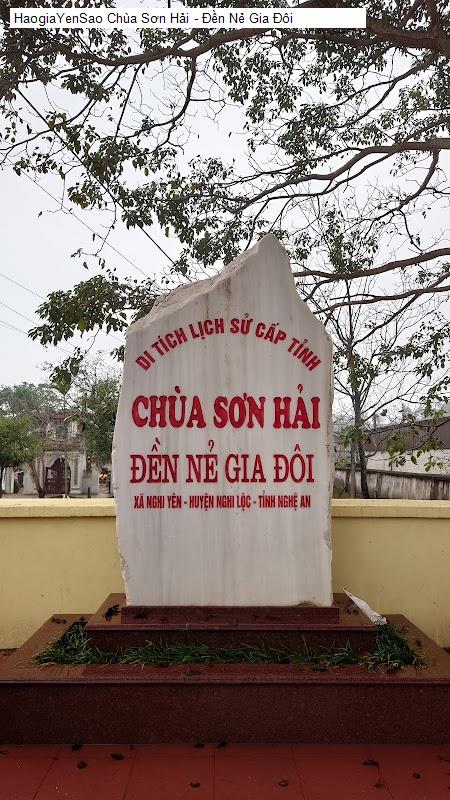 HaogiaYenSao Chùa Sơn Hải - Đền Nẻ Gia Đôi
DI TÍCH LỊCH SỬ CẤP TỈNH
CHÙA SƠN HẢI
ĐỀN NẺ GIA ĐÔI
XÃ NGHI YÊN - HUYỆN NGHI LỘC - TỈNH NGHỆ AN